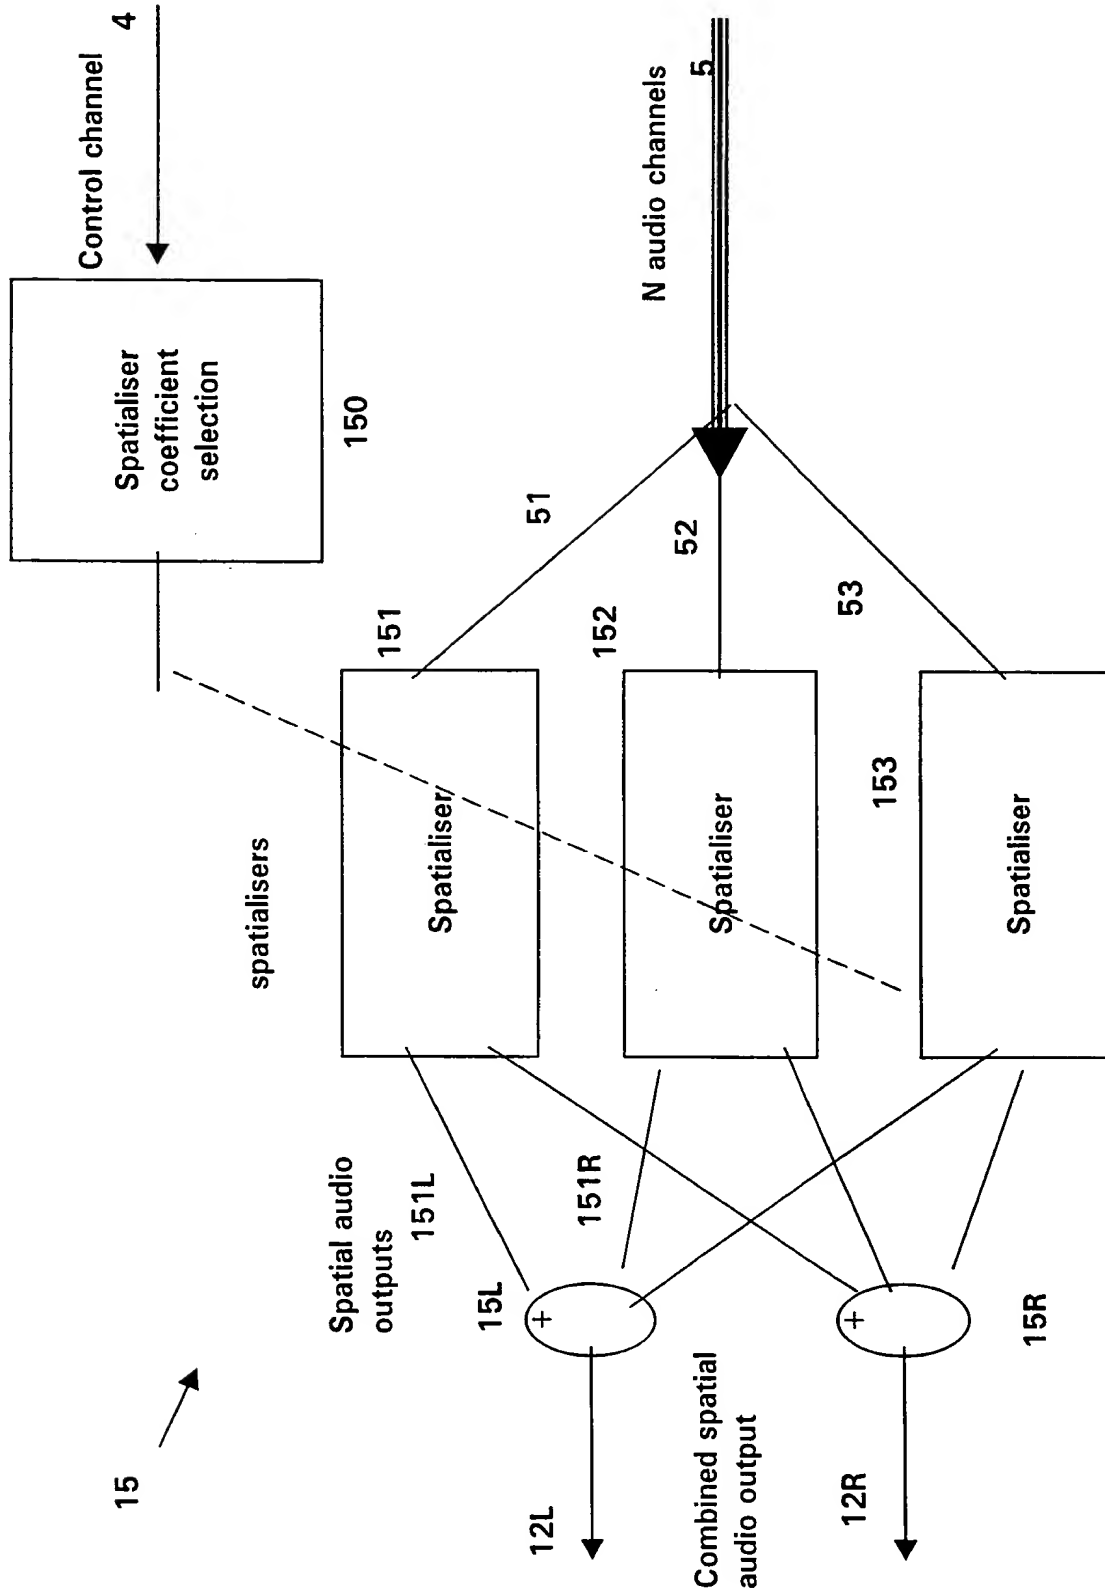 Control channel
4
Spatialiser
coefficient
selection
150
N audio channels
5
51
52
53
151
152
153
spatialisers
Spatialiser
Spatialiser
Spatialiser
Spatial audio
outputs
151L
151R
15L
15R
+
+
Combined spatial
audio output
12L
12R
15